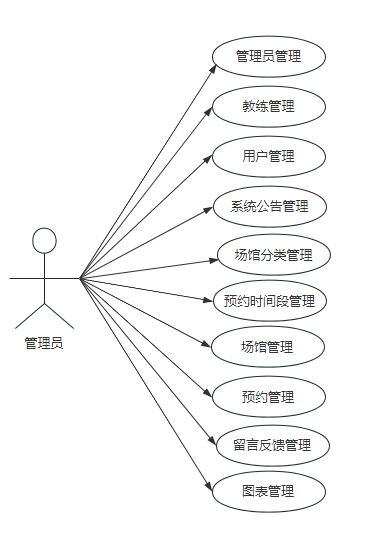 管理员管理
教练管理
用户管理
系统公告管理
场馆分类管理
预约时间段管理
管理员
场馆管理
预约管理
留言反馈管理
图表管理